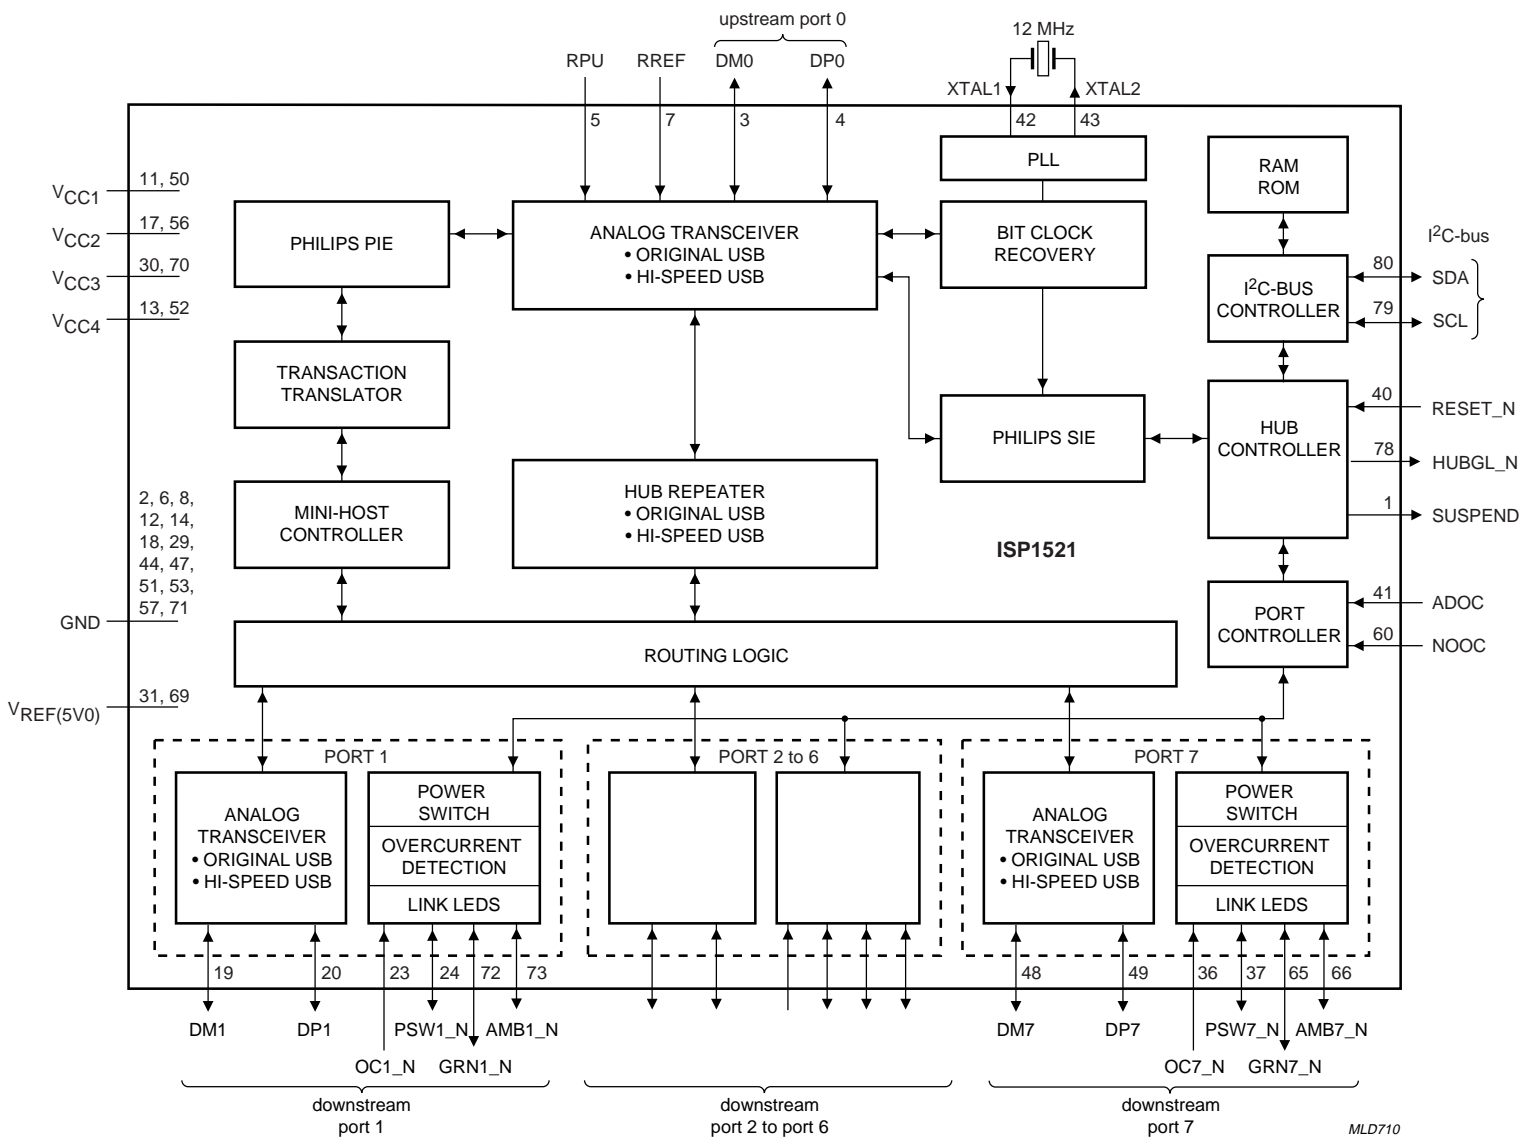 upstream port 0
12 MHz
RPU
RREF
DM0
DP0
XTAL1
XTAL2
5
7
3
4
42
43
PLL
RAM
ROM
VCC1
11, 50
VCC2
17, 56
VCC3
30, 70
VCC4
13, 52
PHILIPS PIE
ANALOG TRANSCEIVER
• ORIGINAL USB
• HI-SPEED USB
BIT CLOCK
RECOVERY
I2C-bus
I2C-BUS
CONTROLLER
80
SDA
79
SCL
TRANSACTION
TRANSLATOR
PHILIPS SIE
HUB
CONTROLLER
40
RESET_N
78
HUBGL_N
1
SUSPEND
2, 6, 8,
12, 14,
18, 29,
44, 47,
51, 53,
57, 71
GND
MINI-HOST
CONTROLLER
HUB REPEATER
• ORIGINAL USB
• HI-SPEED USB
ISP1521
PORT
CONTROLLER
41
ADOC
60
NOOC
ROUTING LOGIC
VREF(5V0)
31, 69
PORT 1
ANALOG
TRANSCEIVER
• ORIGINAL USB
• HI-SPEED USB
POWER
SWITCH
OVERCURRENT
DETECTION
LINK LEDS
PORT 2 to 6
PORT 7
ANALOG
TRANSCEIVER
• ORIGINAL USB
• HI-SPEED USB
POWER
SWITCH
OVERCURRENT
DETECTION
LINK LEDS
19
20
23
24
72
73
48
49
36
37
65
66
DM1
DP1
PSW1_N
AMB1_N
OC1_N
GRN1_N
DM7
DP7
PSW7_N
AMB7_N
OC7_N
GRN7_N
downstream
port 1
downstream
port 2 to port 6
downstream
port 7
MLD710